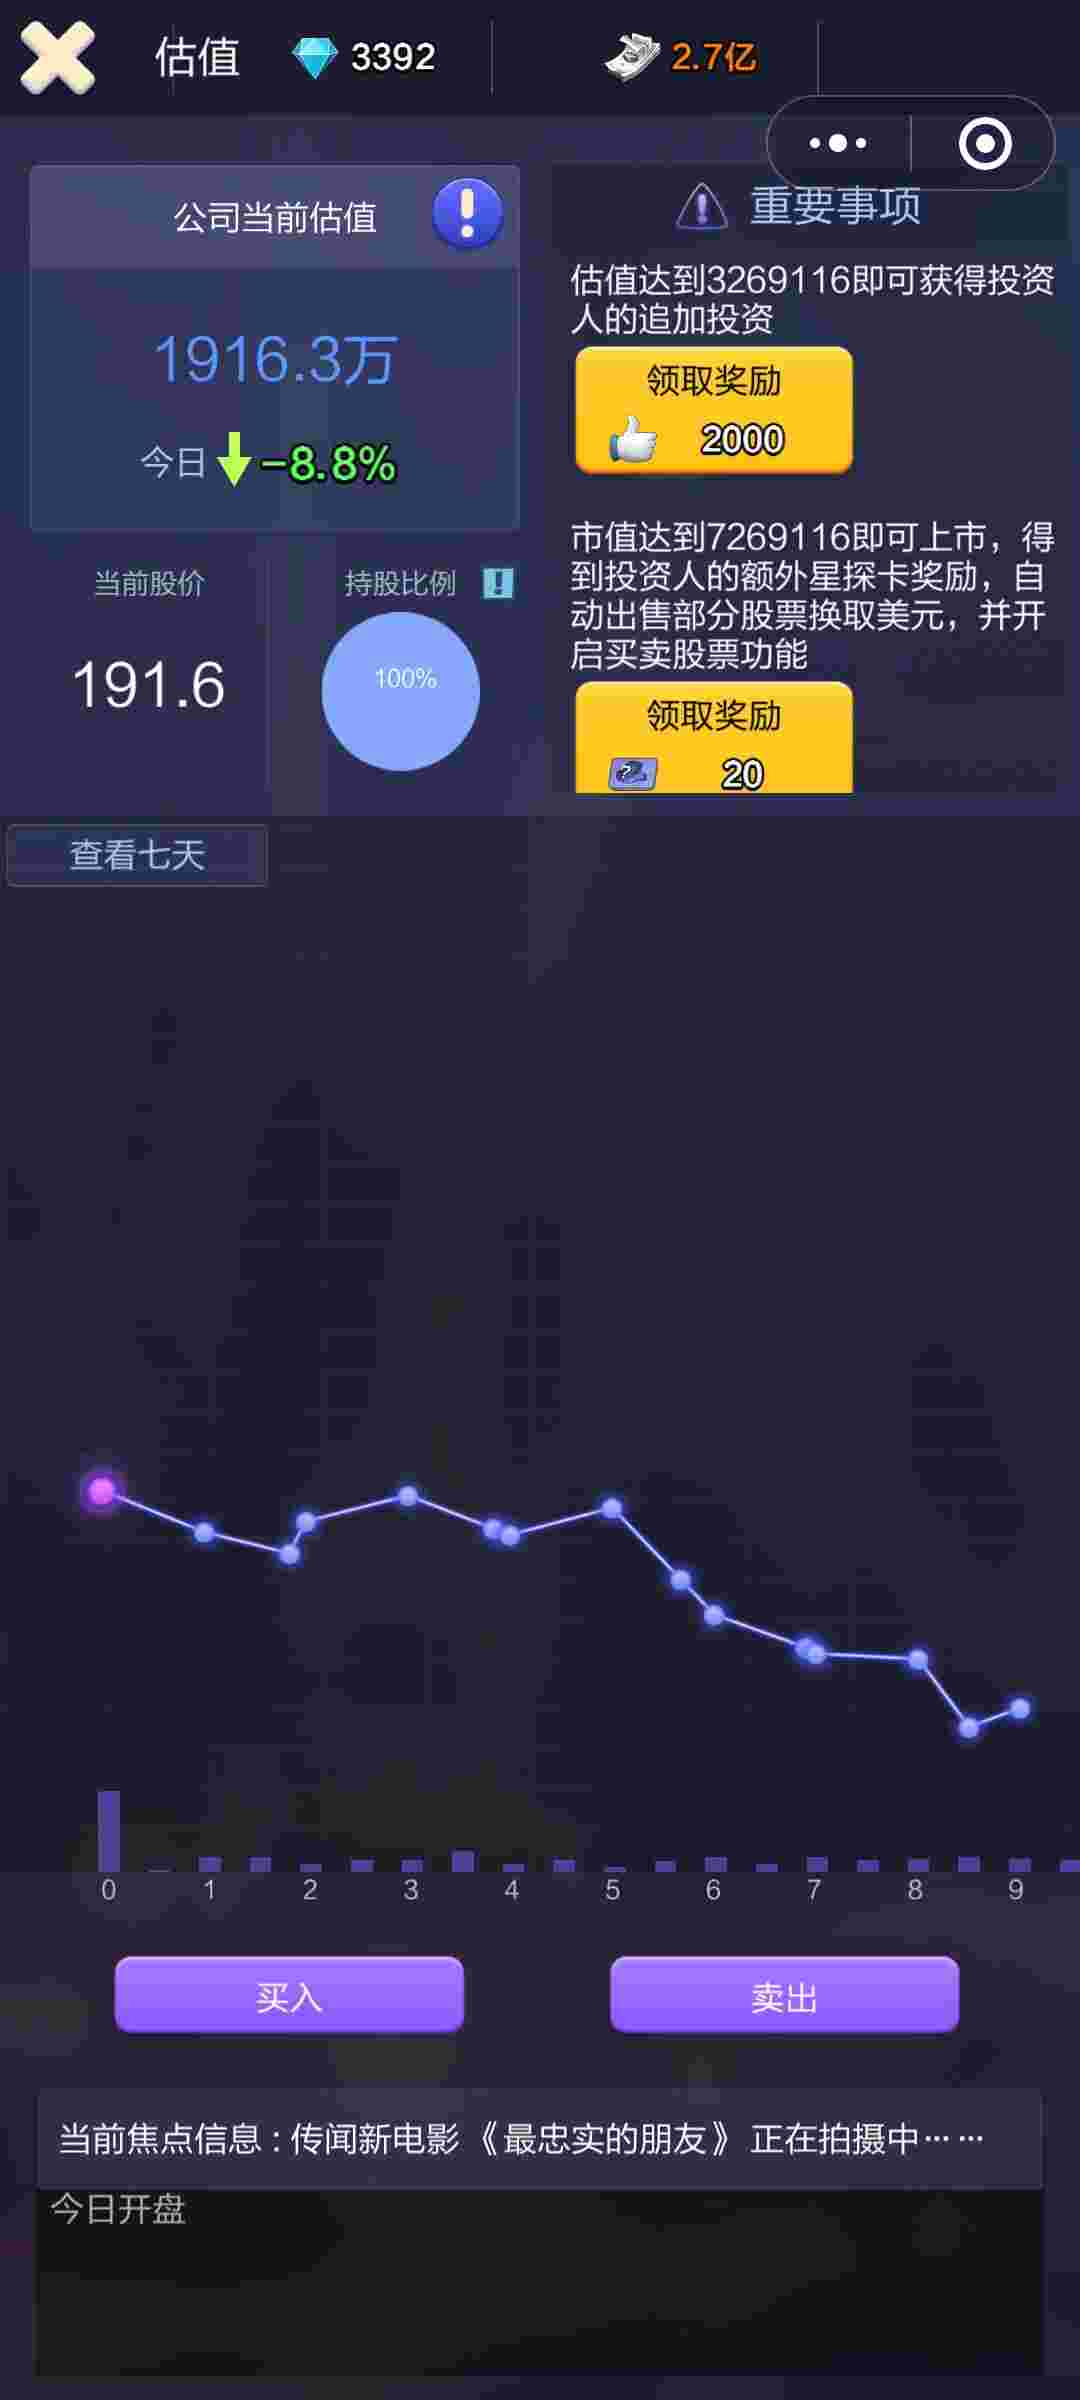 估值
3392
2.7亿
公司当前估值
1916.3万
今日 -8.8%
当前股价
191.6
持股比例
100%
重要事项
估值达到3269116即可获得投资
人的追加投资
领取奖励
2000
市值达到7269116即可上市，得
到投资人的额外星探卡奖励，自
动出售部分股票换取美元，并开
启买卖股票功能
领取奖励
20
查看七天
0 1 2 3 4 5 6 7 8 9
买入
卖出
当前焦点信息：传闻新电影《最忠实的朋友》正在拍摄中……
今日开盘